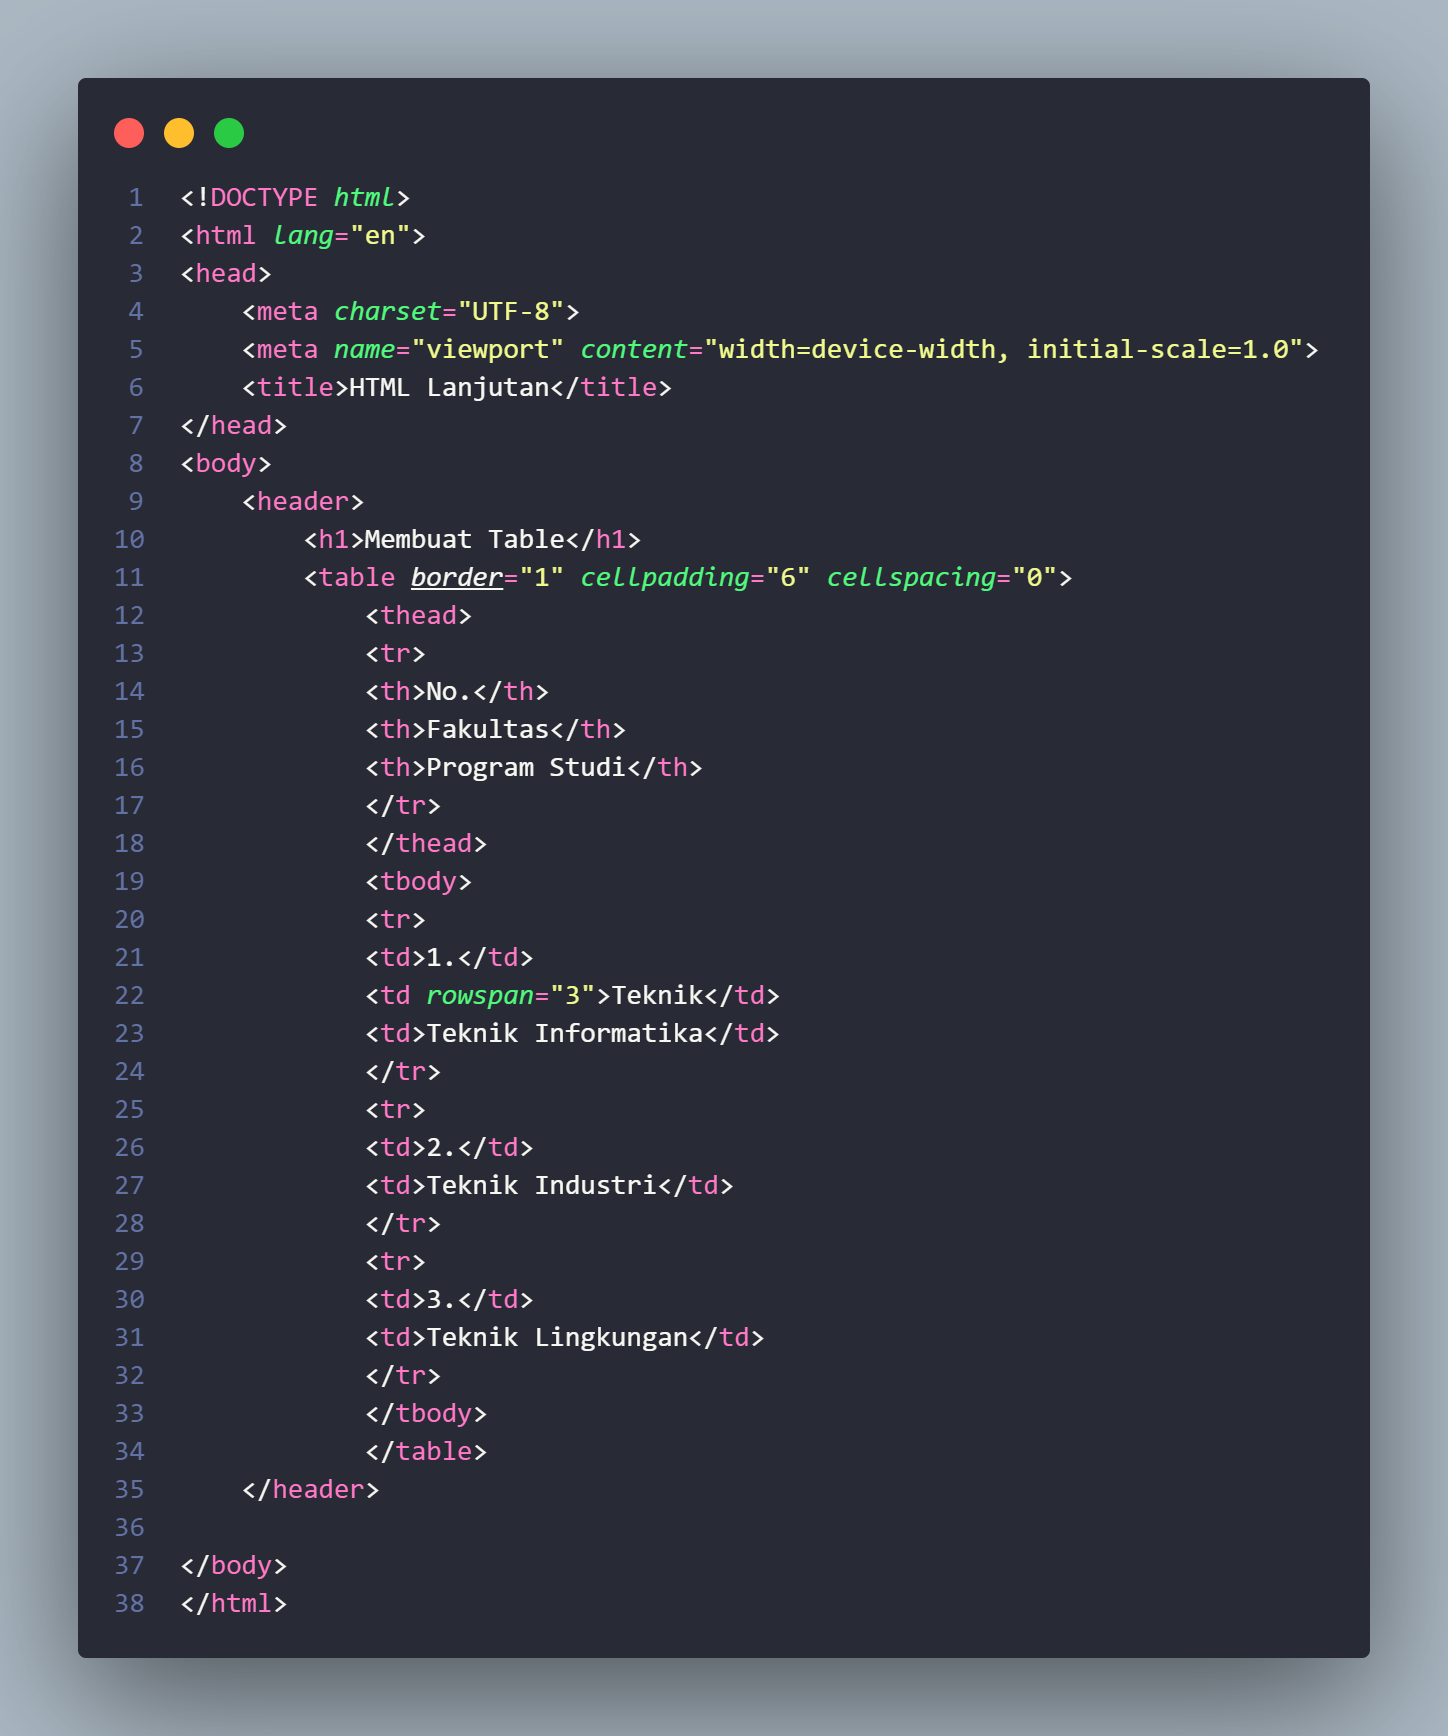 1 <!DOCTYPE html>
2 <html lang="en">
3 <head>
4     <meta charset="UTF-8">
5     <meta name="viewport" content="width=device-width, initial-scale=1.0">
6     <title>HTML Lanjutan</title>
7 </head>
8 <body>
9     <header>
10         <h1>Membuat Table</h1>
11         <table border="1" cellpadding="6" cellspacing="0">
12             <thead>
13             <tr>
14             <th>No.</th>
15             <th>Fakultas</th>
16             <th>Program Studi</th>
17             </tr>
18             </thead>
19             <tbody>
20             <tr>
21             <td>1.</td>
22             <td rowspan="3">Teknik</td>
23             <td>Teknik Informatika</td>
24             </tr>
25             <tr>
26             <td>2.</td>
27             <td>Teknik Industri</td>
28             </tr>
29             <tr>
30             <td>3.</td>
31             <td>Teknik Lingkungan</td>
32             </tr>
33             </tbody>
34             </table>
35     </header>
36
37 </body>
38 </html>